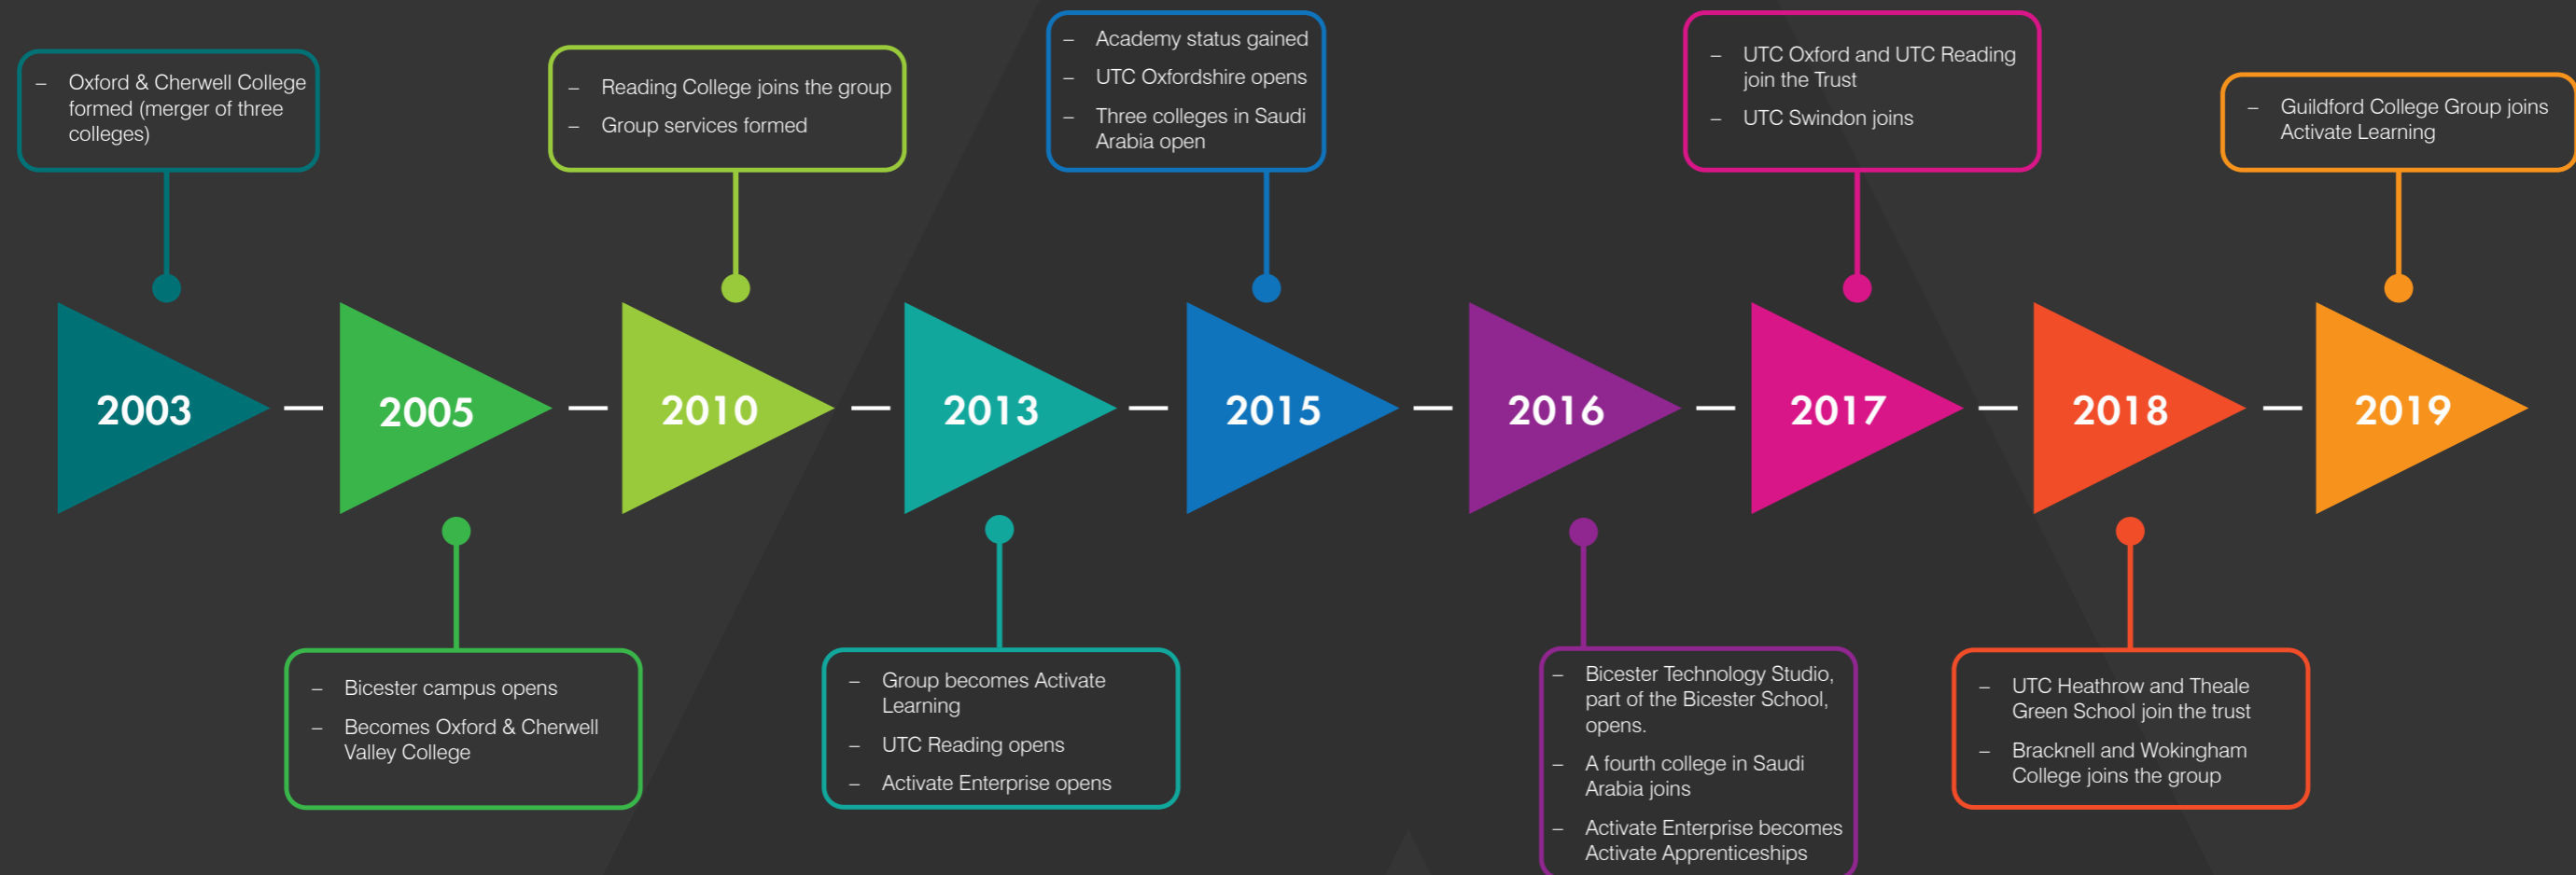 – Oxford & Cherwell College
formed (merger of three
colleges)
– Reading College joins the group
– Group services formed
– Academy status gained
– UTC Oxfordshire opens
– Three colleges in Saudi
Arabia open
– UTC Oxford and UTC Reading
join the Trust
– UTC Swindon joins
– Guildford College Group joins
Activate Learning
2003 – 2005 – 2010 – 2013 – 2015 – 2016 – 2017 – 2018 – 2019
– Bicester campus opens
– Becomes Oxford & Cherwell
Valley College
– Group becomes Activate
Learning
– UTC Reading opens
– Activate Enterprise opens
– Bicester Technology Studio,
part of the Bicester School,
opens.
– A fourth college in Saudi
Arabia joins
– Activate Enterprise becomes
Activate Apprenticeships
– UTC Heathrow and Theale
Green School join the trust
– Bracknell and Wokingham
College joins the group